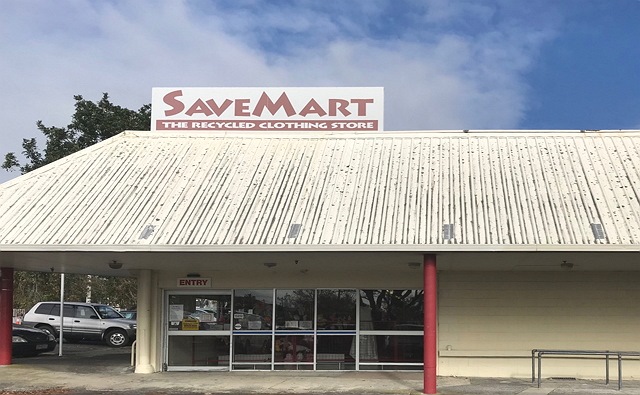 SAVEMART
THE RECYCLED CLOTHING STORE
ENTRY